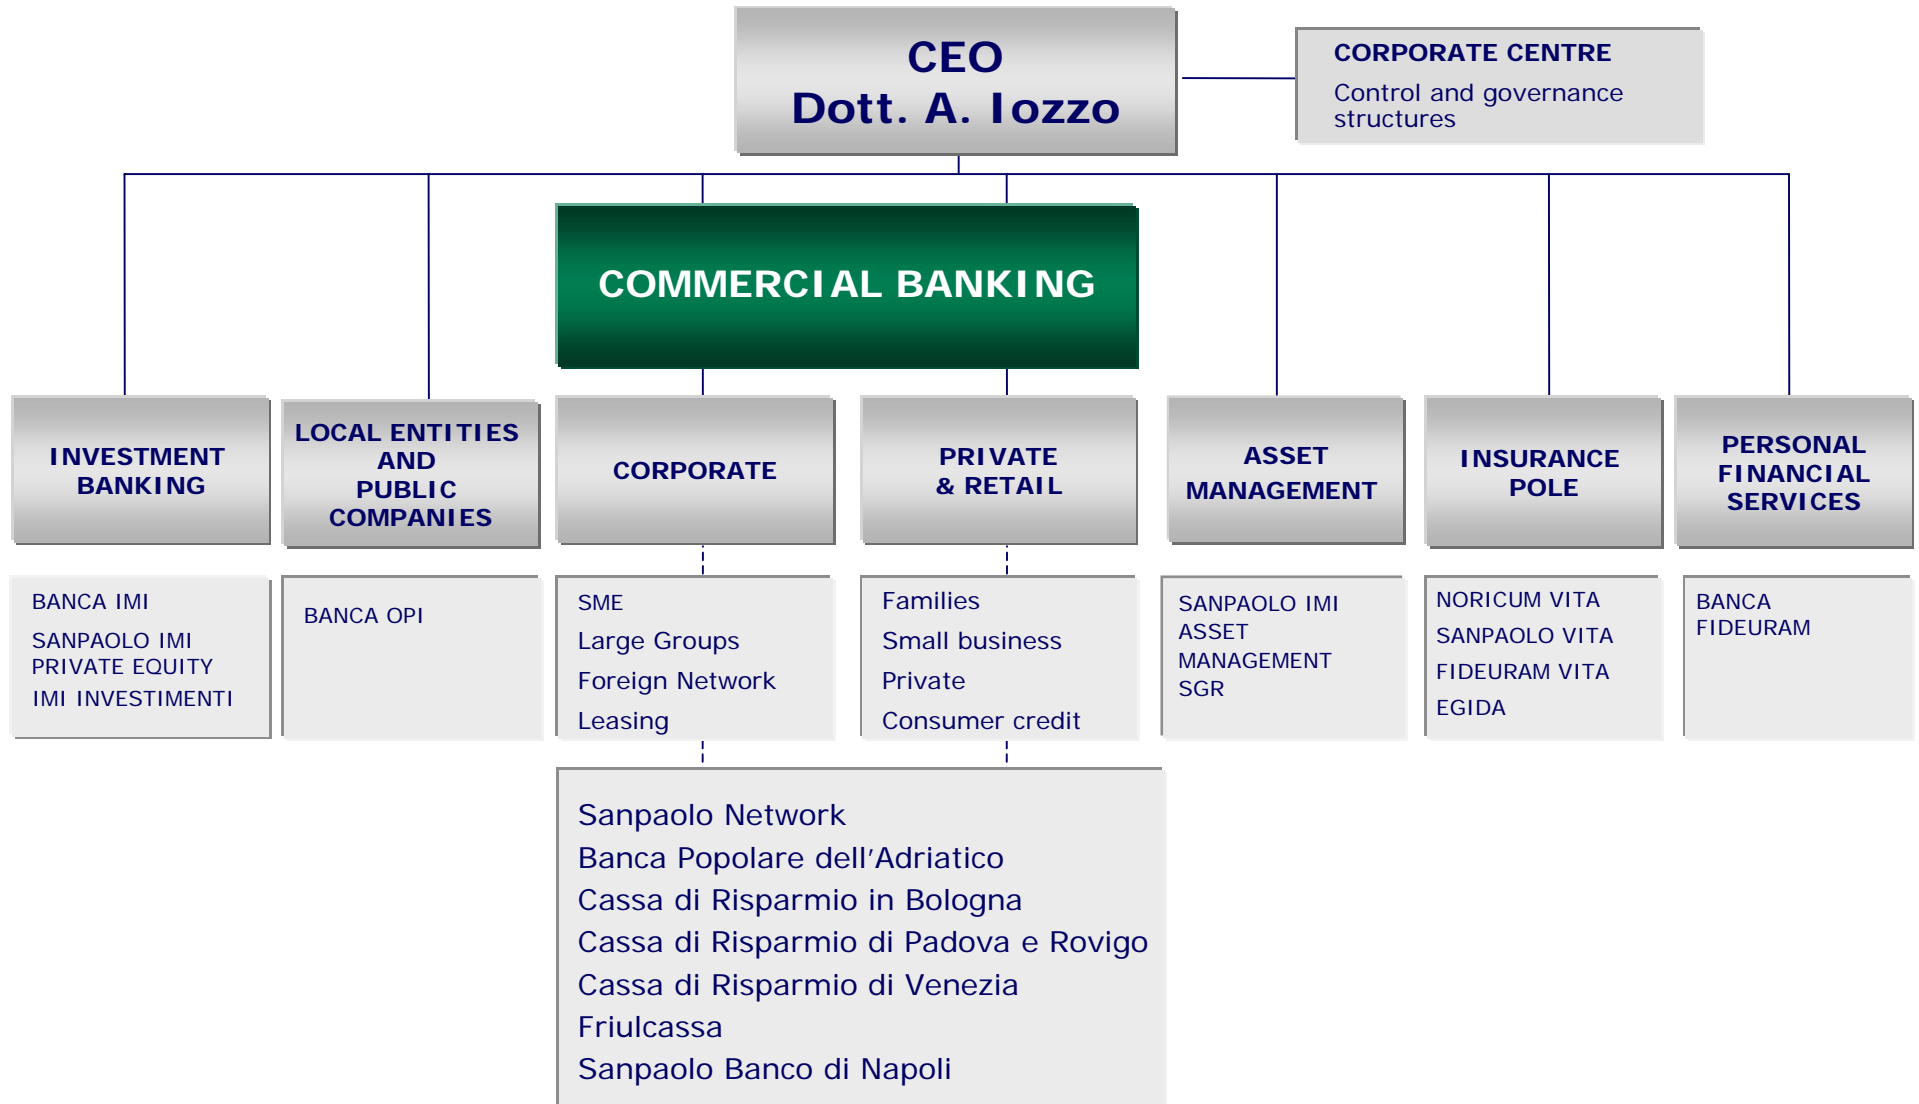 CEO
Dott. A. Iozzo
CORPORATE CENTRE
Control and governance
structures
COMMERCIAL BANKING
INVESTMENT
BANKING
LOCAL ENTITIES
AND
PUBLIC
COMPANIES
CORPORATE
PRIVATE
& RETAIL
ASSET
MANAGEMENT
INSURANCE
POLE
PERSONAL
FINANCIAL
SERVICES
BANCA IMI
SANPAOLO IMI
PRIVATE EQUITY
IMI INVESTIMENTI
BANCA OPI
SME
Large Groups
Foreign Network
Leasing
Families
Small business
Private
Consumer credit
SANPAOLO IMI
ASSET
MANAGEMENT
SGR
NORICUM VITA
SANPAOLO VITA
FIDEURAM VITA
EGIDA
BANCA
FIDEURAM
Sanpaolo Network
Banca Popolare dell'Adriatico
Cassa di Risparmio in Bologna
Cassa di Risparmio di Padova e Rovigo
Cassa di Risparmio di Venezia
Friulcassa
Sanpaolo Banco di Napoli